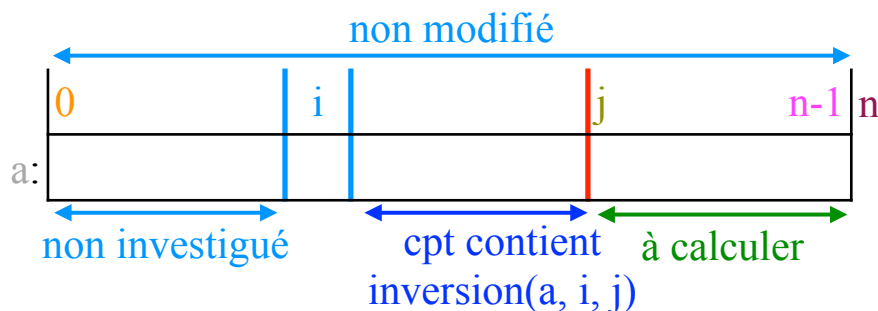 non modifié
0 i j n-1 n
a:
non investigué cpt contient à calculer
inversion(a, i, j)